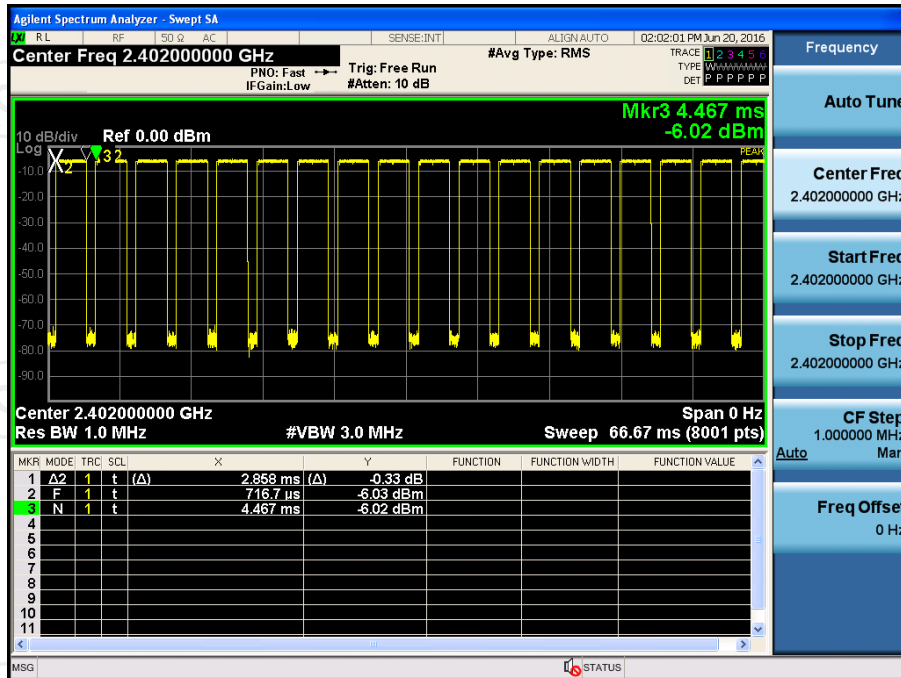 Agilent Spectrum Analyzer - Swept SA
LXI RL RF 50 Ω AC SENSE:INT ALIGN AUTO 02:02:01 PM Jun 20, 2016
Center Freq 2.402000000 GHz #Avg Type: RMS TRACE 1 2 3 4 5 6
PNO: Fast Trig: Free Run TYPE WWWWWW
IFGain:Low #Atten: 10 dB DET P P P P P P
Mkr3 4.467 ms
10 dB/div Ref 0.00 dBm -6.02 dBm
Log
X2 3 2 PEAK
-10.0
-20.0
-30.0
-40.0
-50.0
-60.0
-70.0
-80.0
-90.0
Center 2.402000000 GHz Span 0 Hz
Res BW 1.0 MHz #VBW 3.0 MHz Sweep 66.67 ms (8001 pts)
MKR MODE TRC SCL X Y FUNCTION FUNCTION WIDTH FUNCTION VALUE
1 Δ2 1 t (Δ) 2.858 ms (Δ) -0.33 dB
2 F 1 t 716.7 µs -6.03 dBm
3 N 1 t 4.467 ms -6.02 dBm
4
5
6
7
8
9
10
11
MSG STATUS
Frequency
Auto Tune
Center Freq
2.402000000 GHz
Start Freq
2.402000000 GHz
Stop Freq
2.402000000 GHz
CF Step
1.000000 MHz
Auto Man
Freq Offset
0 Hz